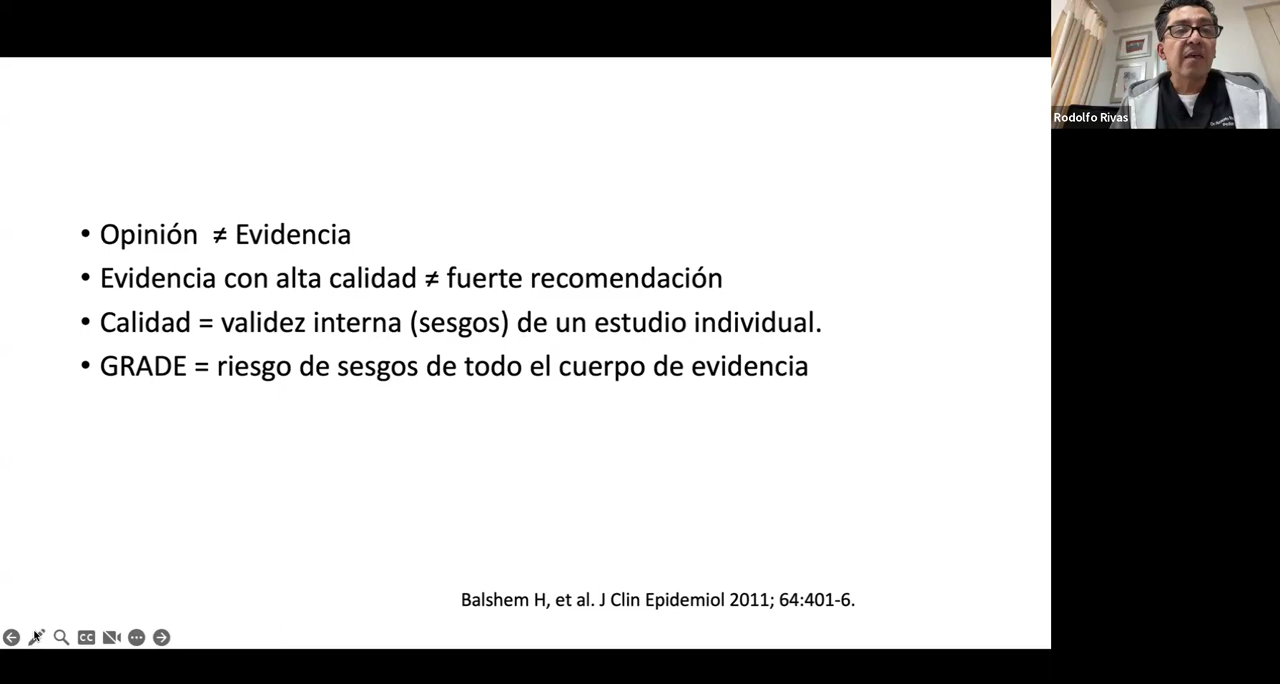 Rodolfo Rivas
• Opinión ≠ Evidencia
• Evidencia con alta calidad ≠ fuerte recomendación
• Calidad = validez interna (sesgos) de un estudio individual.
• GRADE = riesgo de sesgos de todo el cuerpo de evidencia
Balshem H, et al. J Clin Epidemiol 2011; 64:401-6.
CC